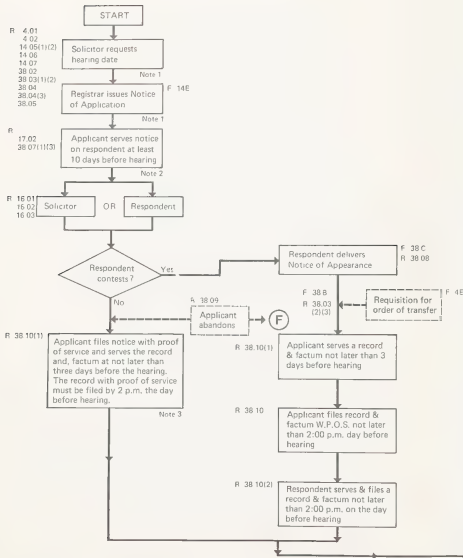 START
R 4.01
4 02
14 05(1)(2)
14 06
14 07
38 02
38 03(1)(2)
38 04
38.04(3)
38.05
Solicitor requests
hearing date
Note 1
Registrar issues Notice
of Application
F 14E
Note 1
R
17.02
38 07(1)(3)
Applicant serves notice
on respondent at least
10 days before hearing
Note 2
R 16 01
16 02
16 03
Solicitor
OR
Respondent
Respondent
contests?
Yes
No
Respondent delivers
Notice of Appearance
F 38 C
R 38 08
R 38 09
Applicant
abandons
F
F 38 B
R 38.03
(2)(3)
Requisition for
order of transfer
F 4E
R 38.10(1)
Applicant files notice with proof
of service and serves the record
and, factum at not later than
three days before the hearing.
The record with proof of service
must be filed by 2 p.m. the day
before hearing.
Note 3
R 38.10(1)
Applicant serves a record
& factum not later than 3
days before hearing
R 38 10
Applicant files record &
factum W.P.O.S. not later
than 2:00 p.m. day before
hearing
R 38 10(2)
Respondent serves & files a
record & factum not later
than 2:00 p.m. on the day
before hearing